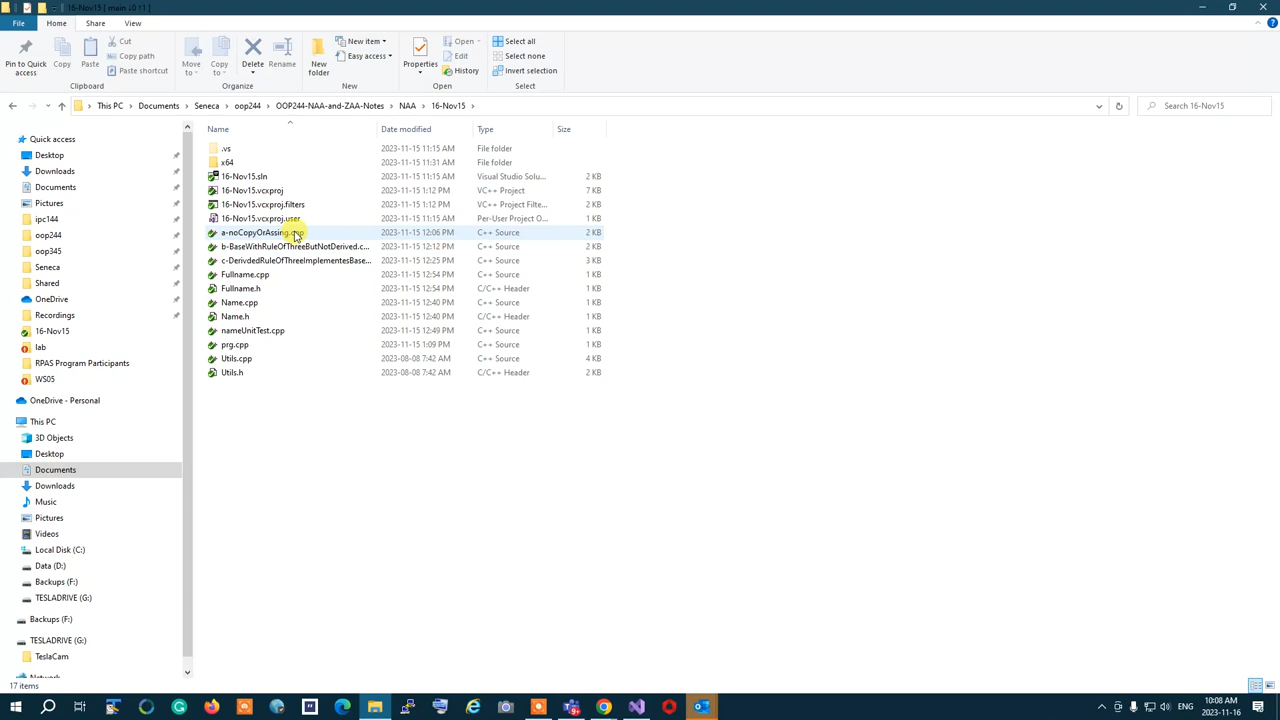 16-Nov15 [ main ↓0 ↑1 ]
File Home Share View
Pin to Quick access
Copy
Paste
Cut
Copy path
Paste shortcut
Clipboard
Move to
Copy to
Delete
Rename
Organize
New folder
New item
Easy access
New
Properties
Open
Edit
History
Open
Select all
Select none
Invert selection
Select
This PC > Documents > Seneca > oop244 > OOP244-NAA-and-ZAA-Notes > NAA > 16-Nov15 >
Search 16-Nov15
Name Date modified Type Size
.vs 2023-11-15 11:15 AM File folder
x64 2023-11-15 11:31 AM File folder
16-Nov15.sln 2023-11-15 11:15 AM Visual Studio Solu... 2 KB
16-Nov15.vcxproj 2023-11-15 1:12 PM VC++ Project 7 KB
16-Nov15.vcxproj.filters 2023-11-15 1:12 PM VC++ Project Filte... 2 KB
16-Nov15.vcxproj.user 2023-11-15 11:15 AM Per-User Project O... 1 KB
a-noCopyOrAssing.cpp 2023-11-15 12:06 PM C++ Source 2 KB
b-BaseWithRuleOfThreeButNotDerived.c... 2023-11-15 12:12 PM C++ Source 2 KB
c-DerivdedRuleOfThreeImplementesBase... 2023-11-15 12:25 PM C++ Source 3 KB
Fullname.cpp 2023-11-15 12:54 PM C++ Source 2 KB
Fullname.h 2023-11-15 12:54 PM C/C++ Header 1 KB
Name.cpp 2023-11-15 12:40 PM C++ Source 1 KB
Name.h 2023-11-15 12:40 PM C/C++ Header 1 KB
nameUnitTest.cpp 2023-11-15 12:49 PM C++ Source 1 KB
prg.cpp 2023-11-15 1:09 PM C++ Source 1 KB
Utils.cpp 2023-08-08 7:42 AM C++ Source 4 KB
Utils.h 2023-08-08 7:42 AM C/C++ Header 2 KB
Quick access
Desktop
Downloads
Documents
Pictures
ipc144
oop244
oop345
Seneca
Shared
OneDrive
Recordings
16-Nov15
lab
RPAS Program Participants
WS05
OneDrive - Personal
This PC
3D Objects
Desktop
Documents
Downloads
Music
Pictures
Videos
Local Disk (C:)
Data (D:)
Backups (F:)
TESLADRIVE (G:)
Backups (F:)
TESLADRIVE (G:)
TeslaCam
Network
17 items
ENG
10:08 AM
2023-11-16